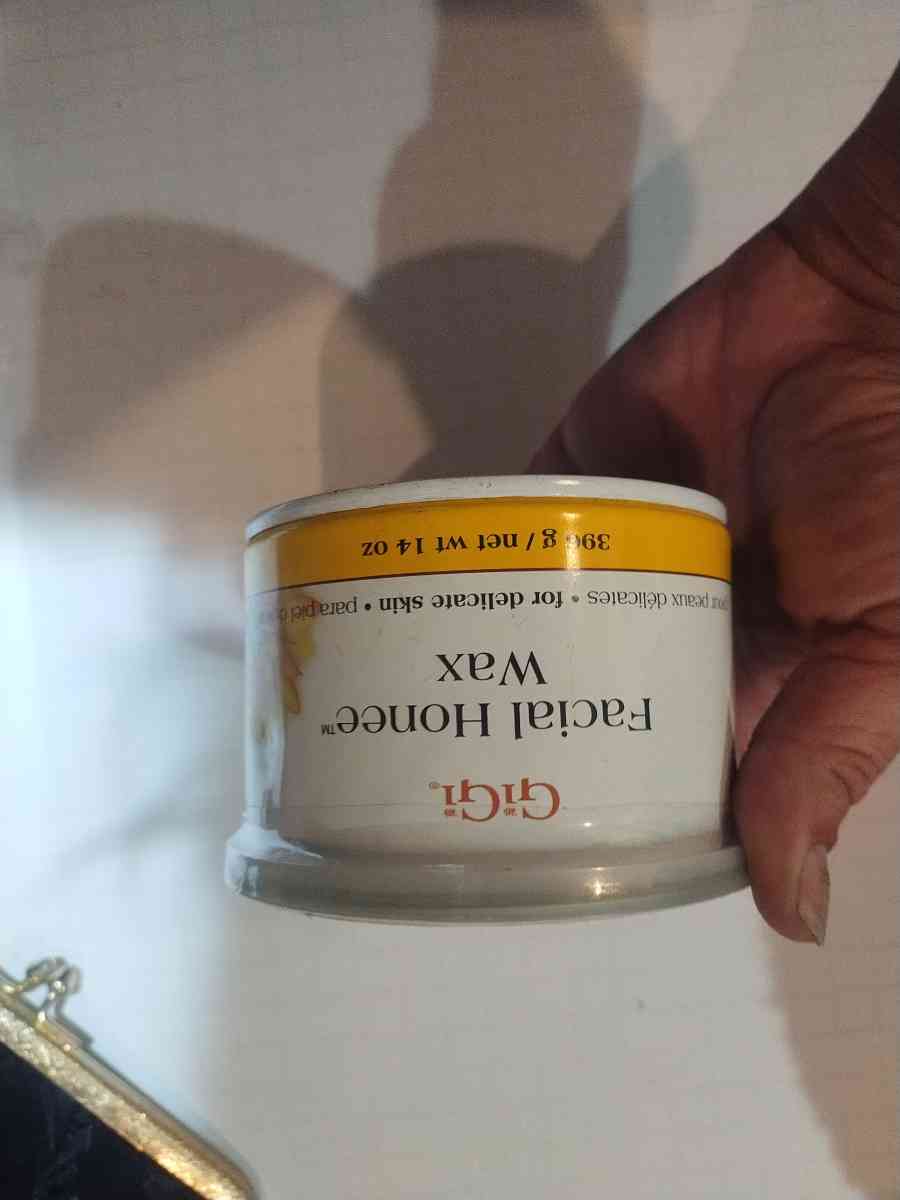 GiGi®
Facial Honee™
Wax
pour peaux délicates • for delicate skin • para piel
396 g / net wt 14 oz